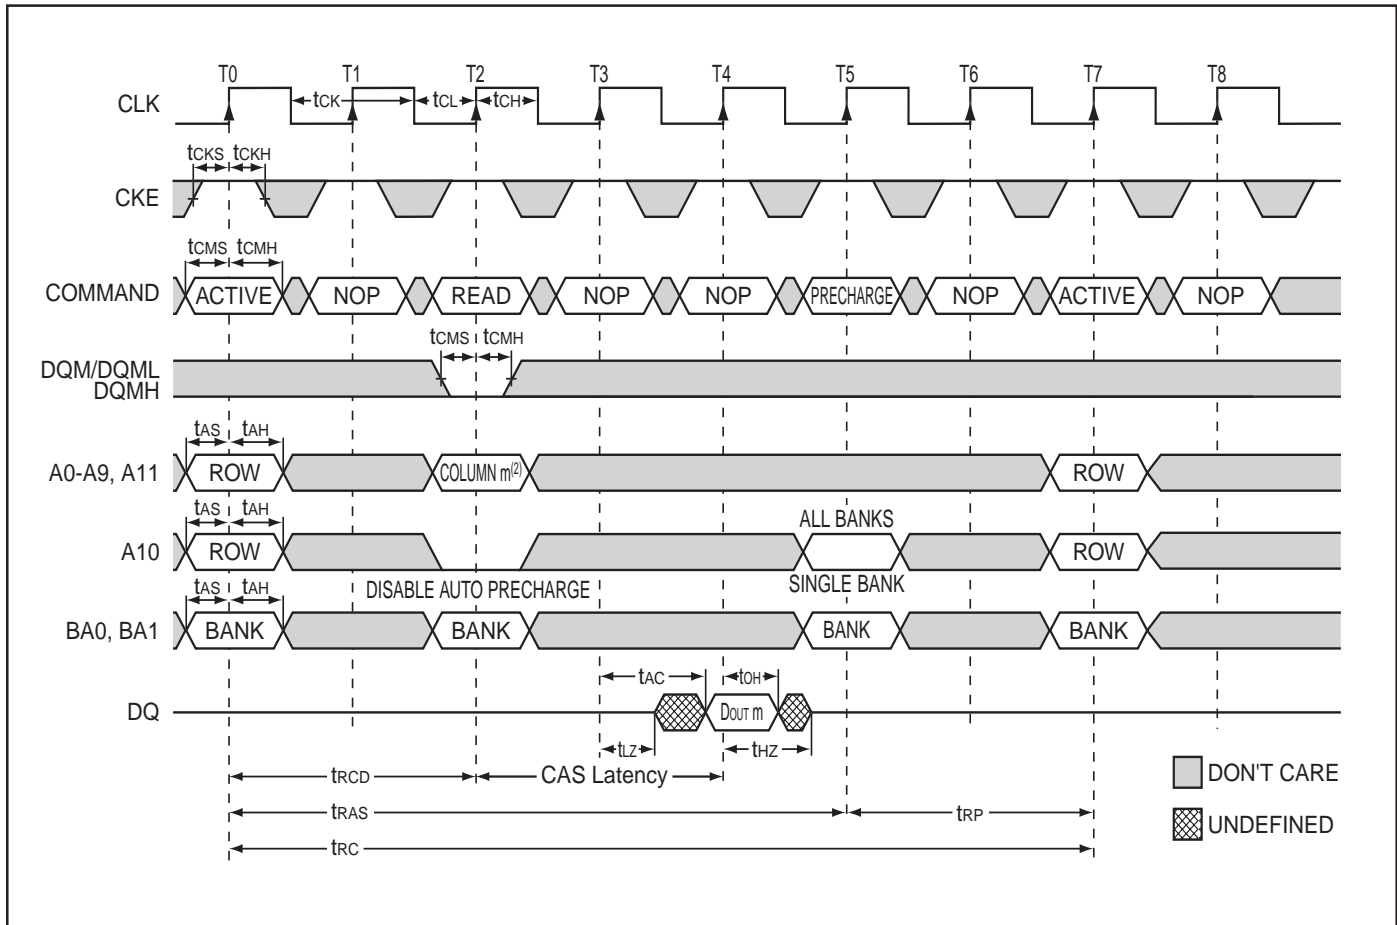 T0 T1 T2 T3 T4 T5 T6 T7 T8
CLK tCK tCL tCH
tCKS tCKH
CKE
tCMS tCMH
COMMAND ACTIVE NOP READ NOP NOP PRECHARGE NOP ACTIVE NOP
tCMS tCMH
DQM/DQML
DQMH
tAS tAH
A0-A9, A11 ROW COLUMN m(2) ROW
tAS tAH ALL BANKS
A10 ROW ROW
tAS tAH DISABLE AUTO PRECHARGE SINGLE BANK
BA0, BA1 BANK BANK BANK BANK
tAC tOH
DQ DOUT m
tLZ tHZ
tRCD CAS Latency
DON'T CARE
tRAS tRP
UNDEFINED
tRC